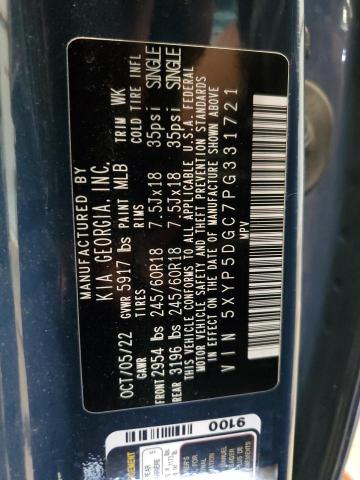 MANUFACTURED BY
KIA GEORGIA, INC.
OCT/05/22 GVWR 5917 lbs PAINT MLB TRIM WK
GAWR TIRES RIMS COLD TIRE INFL
FRONT 2954 lbs 245/60R18 7.5Jx18 35psi SINGLE
REAR 3196 lbs 245/60R18 7.5Jx18 35psi SINGLE
THIS VEHICLE CONFORMS TO ALL APPLICABLE U.S.A. FEDERAL
MOTOR VEHICLE SAFETY AND THEFT PREVENTION STANDARDS
IN EFFECT ON THE DATE OF MANUFACTURE SHOWN ABOVE
VIN 5XYP5DGC7PG331721
MPV
9100